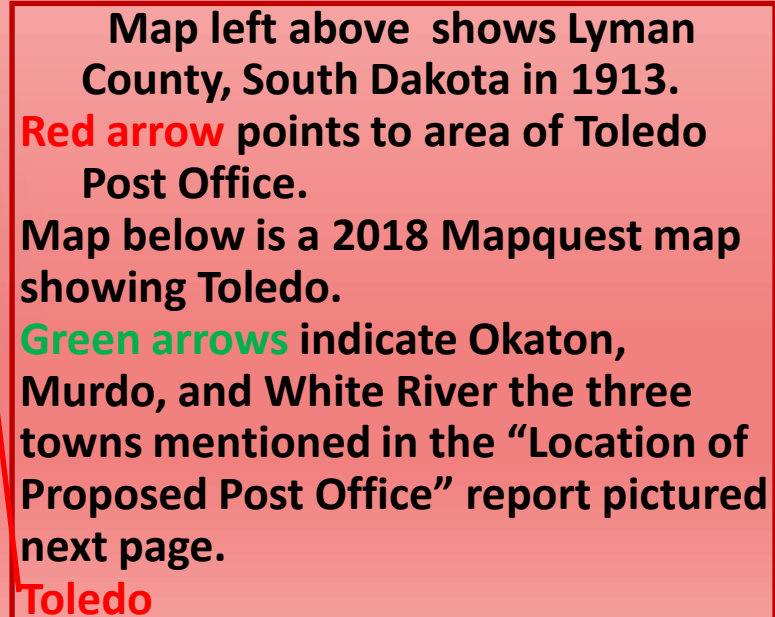 Map left above shows Lyman
County, South Dakota in 1913.
Red arrow points to area of Toledo
Post Office.
Map below is a 2018 Mapquest map
showing Toledo.
Green arrows indicate Okaton,
Murdo, and White River the three
towns mentioned in the “Location of
Proposed Post Office” report pictured
next page.
Toledo